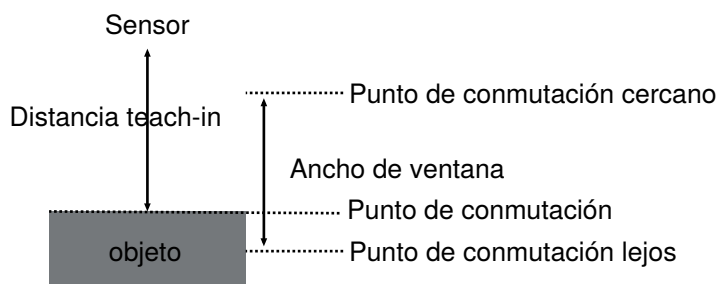 Sensor
Punto de conmutación cercano
Distancia teach-in
Ancho de ventana
Punto de conmutación
objeto
Punto de conmutación lejos